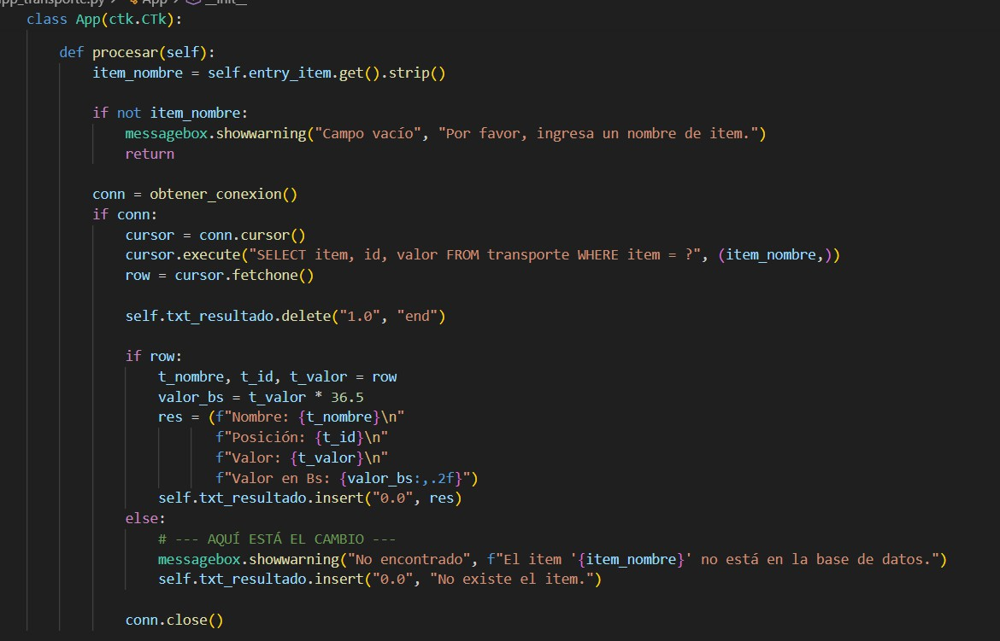 app_transporte.py > App > __init__
class App(ctk.CTk):
    def procesar(self):
        item_nombre = self.entry_item.get().strip()
        if not item_nombre:
            messagebox.showwarning("Campo vacío", "Por favor, ingresa un nombre de item.")
            return
        conn = obtener_conexion()
        if conn:
            cursor = conn.cursor()
            cursor.execute("SELECT item, id, valor FROM transporte WHERE item = ?", (item_nombre,))
            row = cursor.fetchone()
            self.txt_resultado.delete("1.0", "end")
            if row:
                t_nombre, t_id, t_valor = row
                valor_bs = t_valor * 36.5
                res = (f"Nombre: {t_nombre}\n"
                       f"Posición: {t_id}\n"
                       f"Valor: {t_valor}\n"
                       f"Valor en Bs: {valor_bs:,.2f}")
                self.txt_resultado.insert("0.0", res)
            else:
                # --- AQUÍ ESTÁ EL CAMBIO ---
                messagebox.showwarning("No encontrado", f"El item '{item_nombre}' no está en la base de datos.")
                self.txt_resultado.insert("0.0", "No existe el item.")
            conn.close()